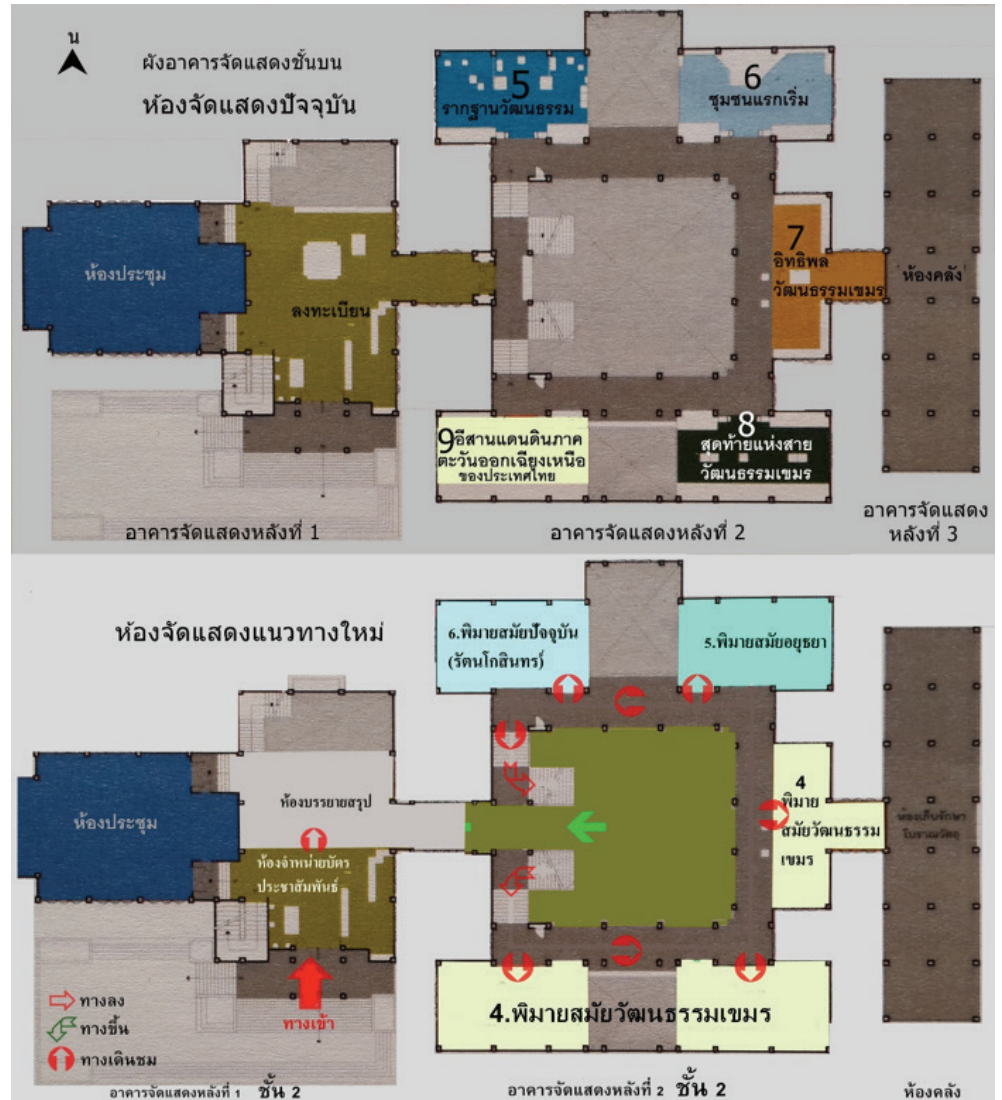 น
ผังอาคารจัดแสดงชั้นบน
ห้องจัดแสดงปัจจุบัน
5
รากฐานวัฒนธรรม
6
ชุมชนแรกเริ่ม
ห้องประชุม
ลงทะเบียน
7
อิทธิพล
วัฒนธรรมเขมร
ห้องคลัง
9
อีสานแดนดินภาค
ตะวันออกเฉียงเหนือ
ของประเทศไทย
8
สุดท้ายแห่งสาย
วัฒนธรรมเขมร
อาคารจัดแสดงหลังที่ 1
อาคารจัดแสดงหลังที่ 2
อาคารจัดแสดง
หลังที่ 3
ห้องจัดแสดงแนวทางใหม่
6.พิมายสมัยปัจจุบัน
(รัตนโกสินทร์)
5.พิมายสมัยอยุธยา
ห้องประชุม
ห้องบรรยายสรุป
ห้องจำหน่ายบัตร
ประชาสัมพันธ์
4
พิมาย
สมัยวัฒนธรรม
เขมร
ห้องเก็บรักษา
โบราณวัตถุ
4.พิมายสมัยวัฒนธรรมเขมร
ทางเข้า
ทางลง
ทางขึ้น
ทางเดินชม
อาคารจัดแสดงหลังที่ 1 ชั้น 2
อาคารจัดแสดงหลังที่ 2 ชั้น 2
ห้องคลัง